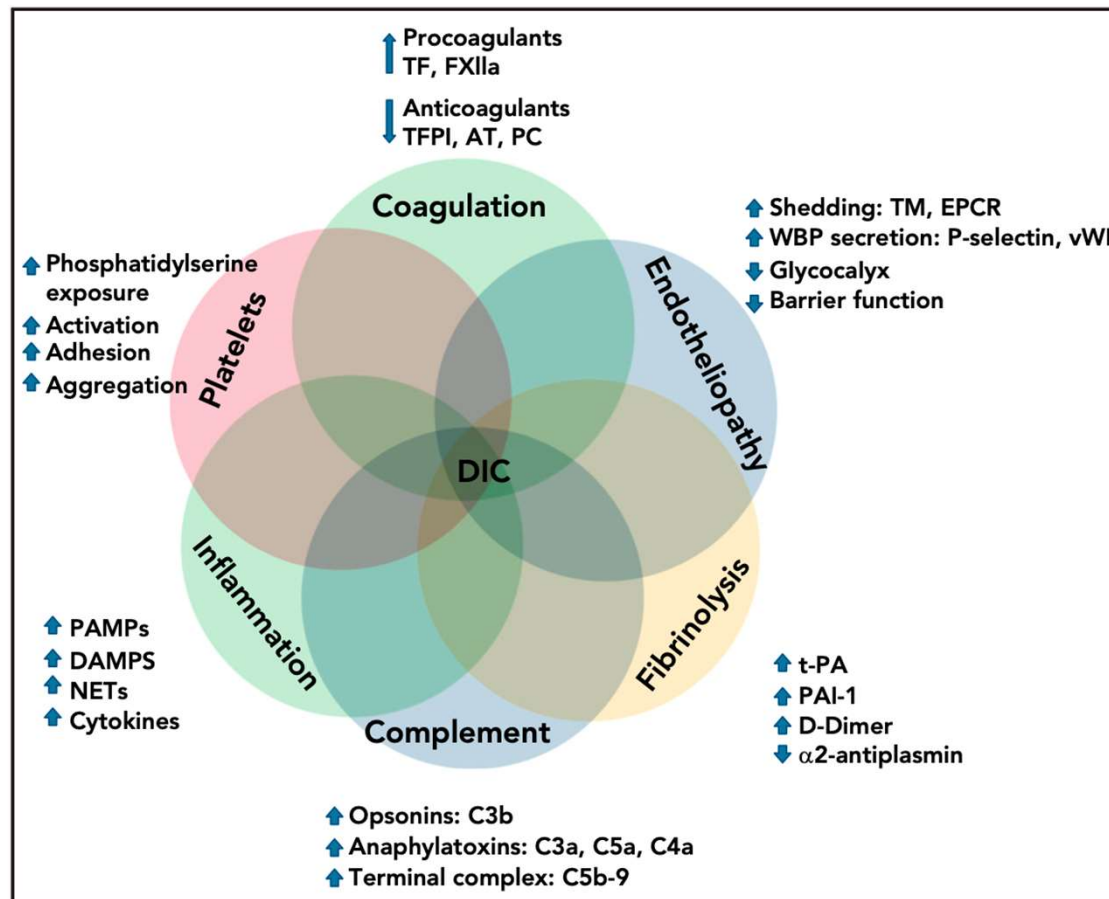 Procoagulants
TF, FXlla
Anticoagulants
TFPI, AT, PC
Coagulation
Shedding: TM, EPCR
WBP secretion: P-selectin, vW
Glycocalyx
Barrier function
Endotheliopathy
Phosphatidylserine
exposure
Activation
Adhesion
Aggregation
Platelets
DIC
Inflammation
PAMPs
DAMPS
NETs
Cytokines
Fibrinolysis
t-PA
PAI-1
D-Dimer
α2-antiplasmin
Complement
Opsonins: C3b
Anaphylatoxins: C3a, C5a, C4a
Terminal complex: C5b-9